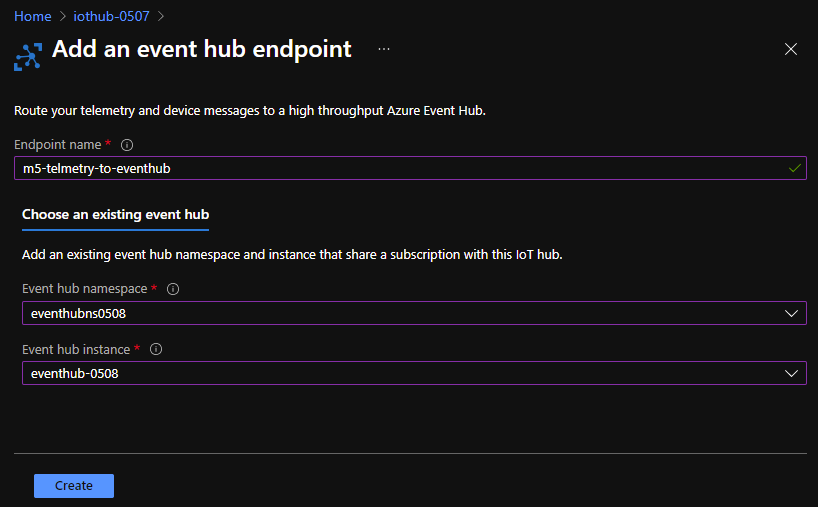 Home > iothub-0507 >
Add an event hub endpoint ...
Route your telemetry and device messages to a high throughput Azure Event Hub.
Endpoint name *
m5-telmetry-to-eventhub
Choose an existing event hub
Add an existing event hub namespace and instance that share a subscription with this IoT hub.
Event hub namespace *
eventhubns0508
Event hub instance *
eventhub-0508
Create